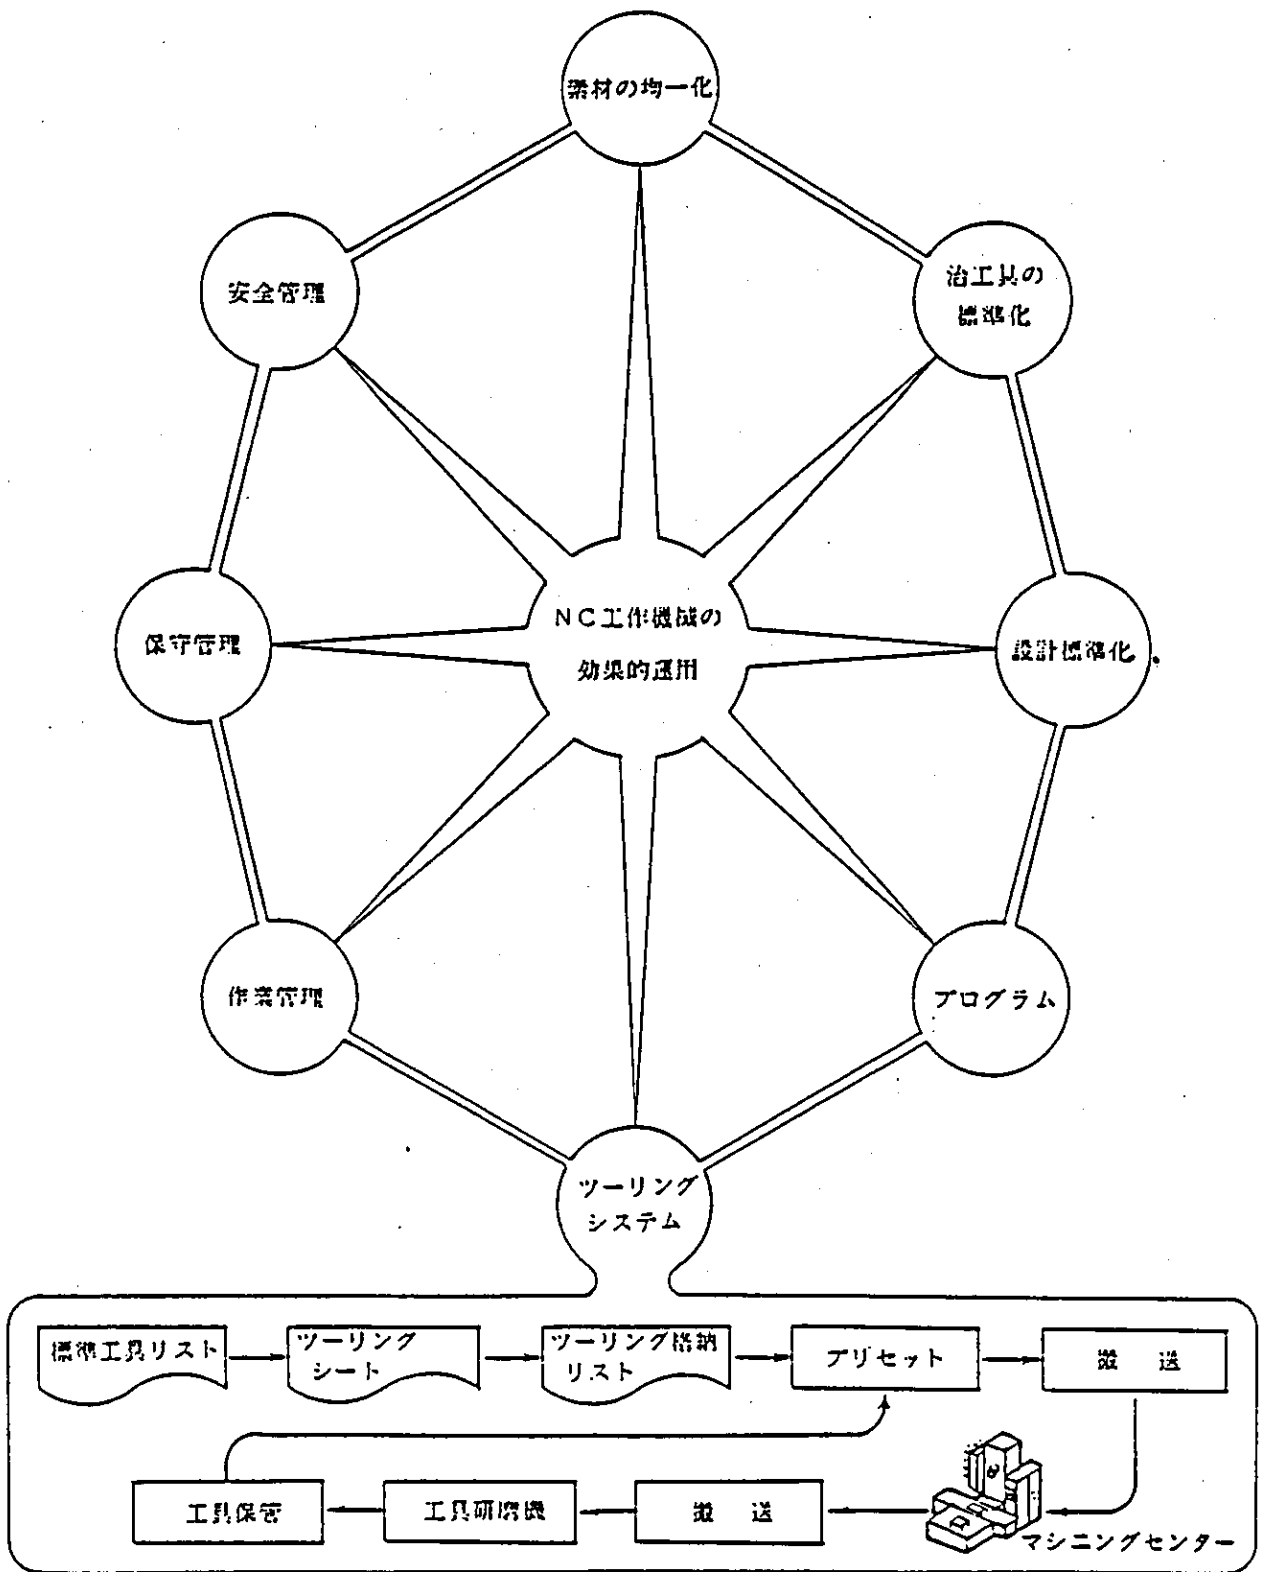 素材の均一化
安全管理
治工具の
標準化
NC工作機械の
効果的運用
保守管理
設計標準化
作業管理
プログラム
ツーリング
システム
標準工具リスト
ツーリング
シート
ツーリング格納
リスト
プリセット
搬 送
工具保管
工具研磨機
搬 送
マシニングセンター